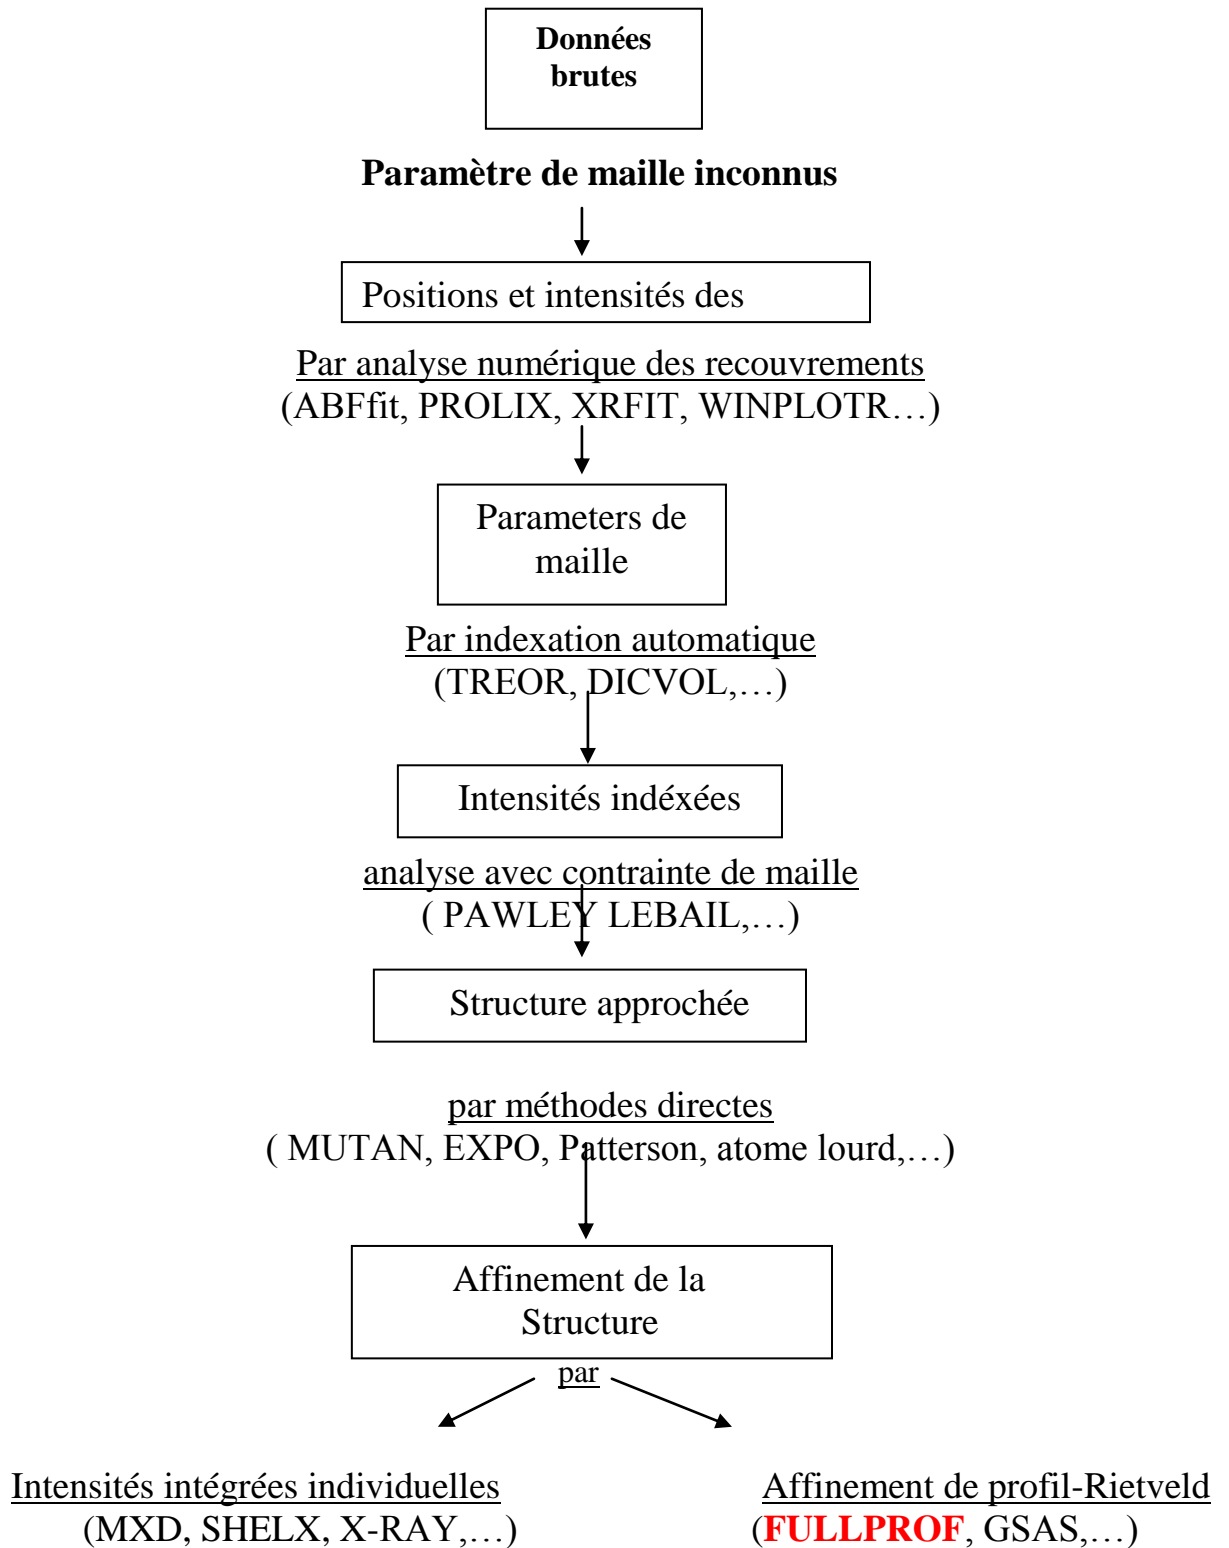 Données
brutes
Paramètre de maille inconnus
Positions et intensités des
Par analyse numérique des recouvrements
(ABFfit, PROLIX, XRFIT, WINPLOTR…)
Parameters de
maille
Par indexation automatique
(TREOR, DICVOL,…)
Intensités indéxées
analyse avec contrainte de maille
( PAWLEY LEBAIL,…)
Structure approchée
par méthodes directes
( MUTAN, EXPO, Patterson, atome lourd,…)
Affinement de la
Structure
par
Intensités intégrées individuelles
(MXD, SHELX, X-RAY,…)
Affinement de profil-Rietveld
(FULLPROF, GSAS,…)